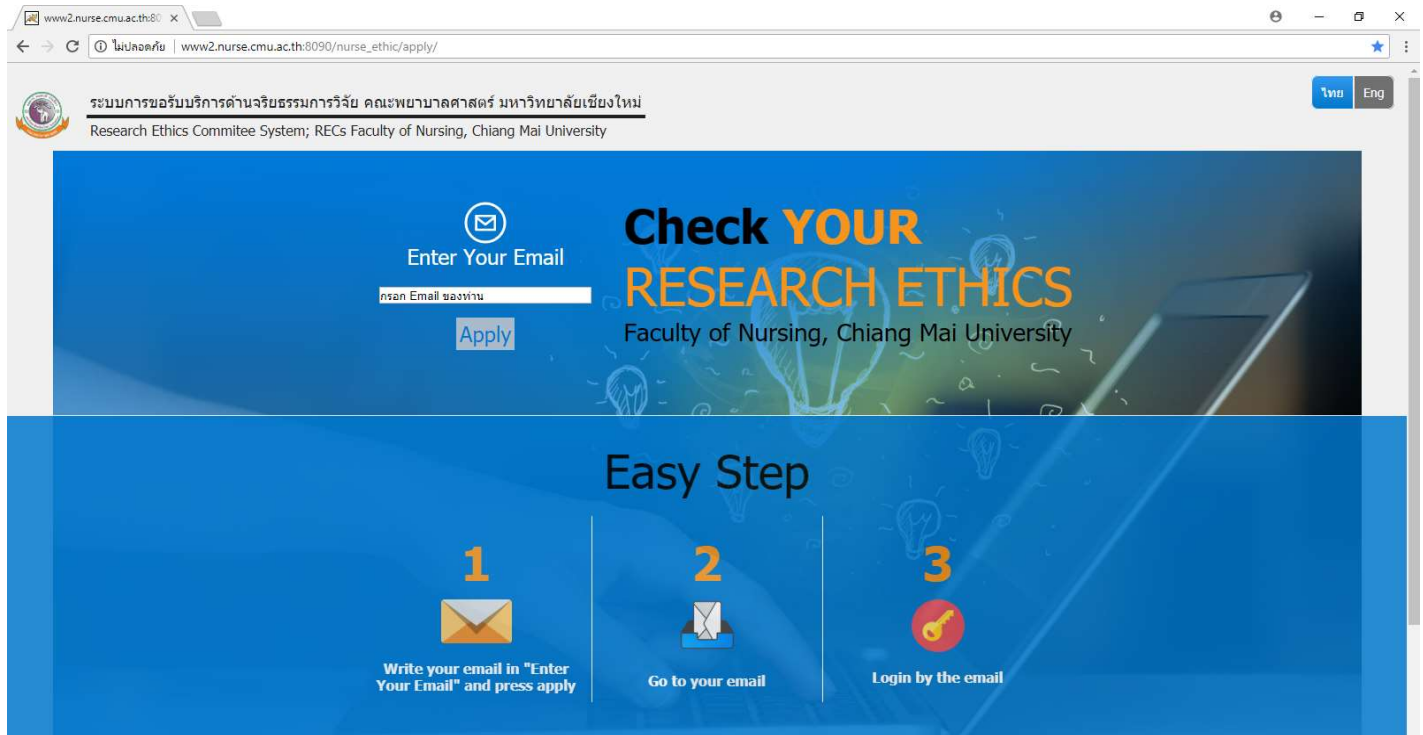 www2.nurse.cmu.ac.th:80
ไม่ปลอดภัย | www2.nurse.cmu.ac.th:8090/nurse_ethic/apply/
ระบบการขอรับบริการด้านจริยธรรมการวิจัย คณะพยาบาลศาสตร์ มหาวิทยาลัยเชียงใหม่
ไทย Eng
Research Ethics Commitee System; RECs Faculty of Nursing, Chiang Mai University
Enter Your Email
กรอก Email ของท่าน
Apply
Check YOUR
RESEARCH ETHICS
Faculty of Nursing, Chiang Mai University
Easy Step
1
Write your email in "Enter
Your Email" and press apply
2
Go to your email
3
Login by the email